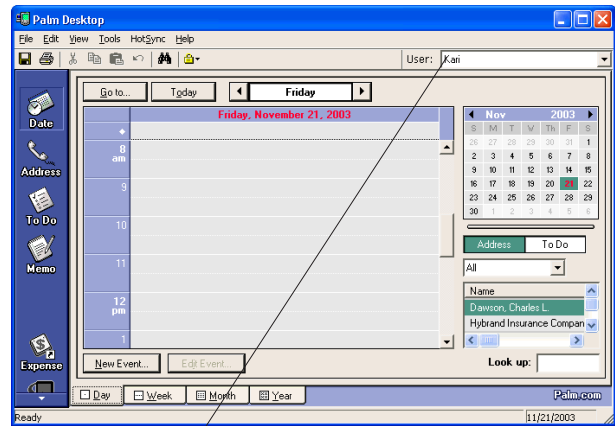 Palm Desktop
File Edit View Tools HotSync Help
User: Kari
Go to... Today Friday
Friday, November 21, 2003
8 am
9
10
11
12 pm
1
New Event... Edit Event...
Day Week Month Year
Date
Address
To Do
Memo
Expense
Nov 2003
S M T W Th F S
26 27 28 29 30 31 1
2 3 4 5 6 7 8
9 10 11 12 13 14 15
16 17 18 19 20 21 22
23 24 25 26 27 28 29
30 1 2 3 4 5 6
Address To Do
All
Name
Dawson, Charles L.
Hybrand Insurance Compan
Look up:
Palm.com
Ready 11/21/2003